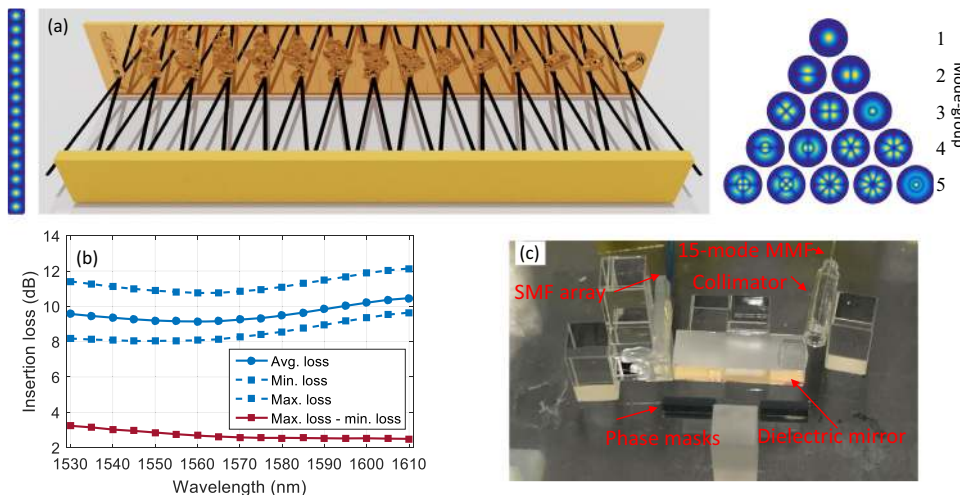 (a)
1
2
3
4
5
Mode-group
(b)
Insertion loss (dB)
14
12
10
8
6
4
2
Avg. loss
Min. loss
Max. loss
Max. loss - min. loss
1530 1540 1550 1560 1570 1580 1590 1600 1610
Wavelength (nm)
(c)
15-mode MMF
SMF array
Collimator
Phase masks
Dielectric mirror